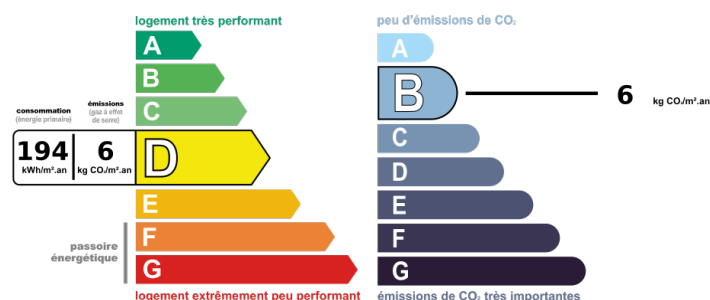 logement très performant
A
B
C
consommation
(énergie primaire)
émissions
(gaz à effet
de serre)
194
kWh/m².an
6
kg CO₂/m².an
D
E
F
G
passoire
énergétique
logement extrêmement peu performant
peu d'émissions de CO₂
A
B
6
kg CO₂/m².an
C
D
E
F
G
émissions de CO₂ très importantes